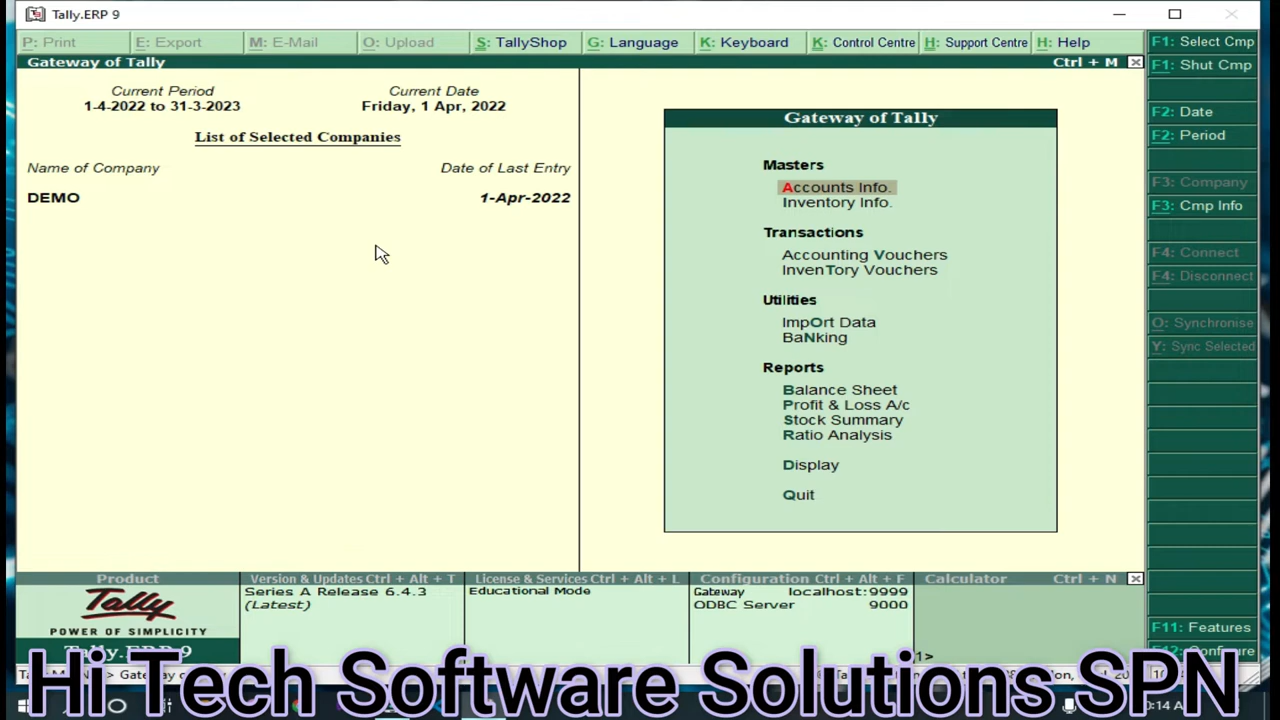 Tally.ERP 9
P: Print E: Export M: E-Mail O: Upload S: TallyShop G: Language K: Keyboard K: Control Centre H: Support Centre H: Help
Gateway of Tally Ctrl + M
Current Period Current Date
1-4-2022 to 31-3-2023 Friday, 1 Apr, 2022
List of Selected Companies
Name of Company Date of Last Entry
DEMO 1-Apr-2022
Gateway of Tally
Masters
Accounts Info.
Inventory Info.
Transactions
Accounting Vouchers
InvenTory Vouchers
Utilities
ImpOrt Data
BaNking
Reports
Balance Sheet
Profit & Loss A/c
Stock Summary
Ratio Analysis
Display
Quit
F1: Select Cmp
F1: Shut Cmp
F2: Date
F2: Period
F3: Company
F3: Cmp Info
F4: Connect
F4: Disconnect
O: Synchronise
Y: Sync Selected
F11: Features
Product
Tally
POWER OF SIMPLICITY
Tally.ERP 9
Version & Updates Ctrl + Alt + T
Series A Release 6.4.3
(Latest)
License & Services Ctrl + Alt + L
Educational Mode
Configuration Ctrl + Alt + F
Gateway localhost:9999
ODBC Server 9000
Calculator Ctrl + N
1>
Hi Tech Software Solutions SPN